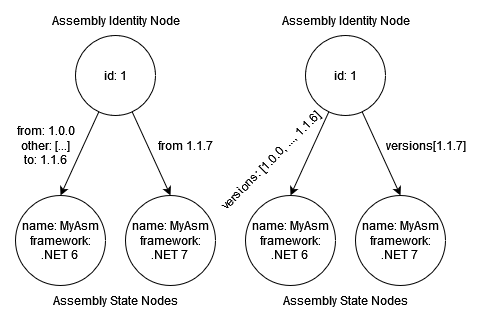 Assembly Identity Node
id: 1
from: 1.0.0
other: [...]
to: 1.1.6
from 1.1.7
name: MyAsm
framework:
.NET 6
name: MyAsm
framework:
.NET 7
Assembly State Nodes
Assembly Identity Node
id: 1
versions: [1.0.0, ..., 1.1.6]
versions[1.1.7]
name: MyAsm
framework:
.NET 6
name: MyAsm
framework:
.NET 7
Assembly State Nodes